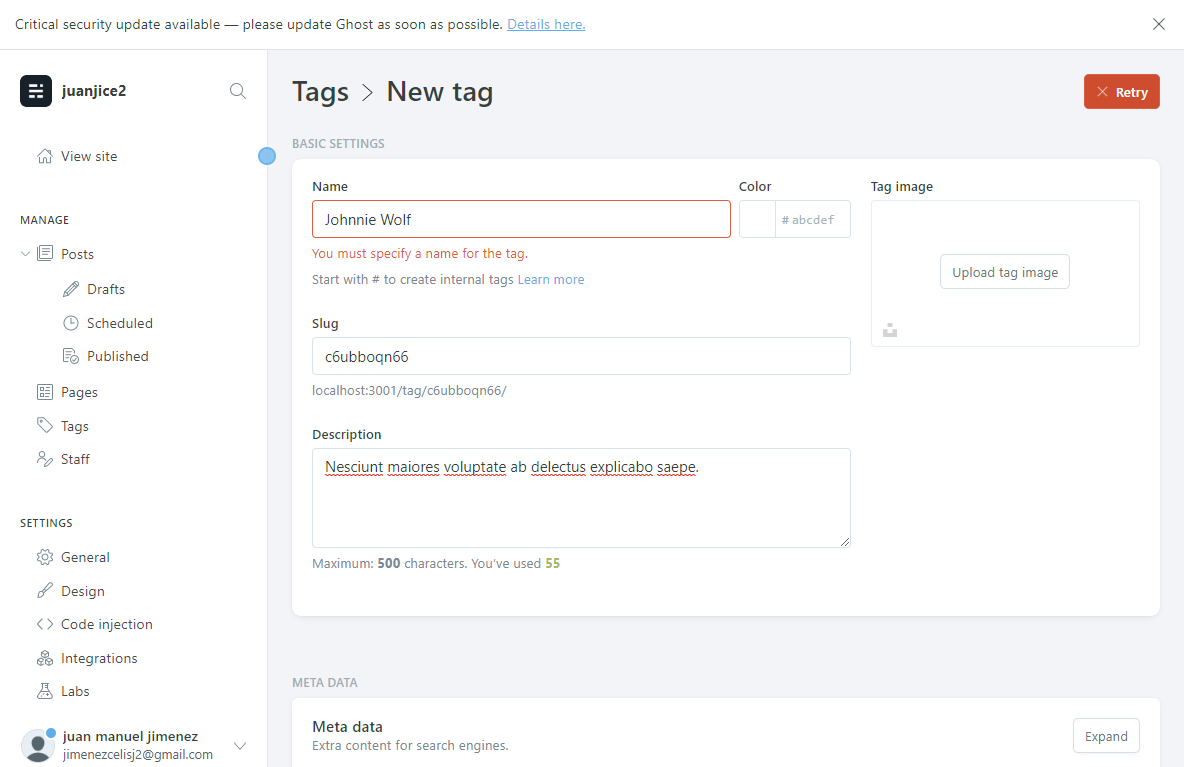 Critical security update available — please update Ghost as soon as possible. Details here.
juanjice2
View site
MANAGE
Posts
Drafts
Scheduled
Published
Pages
Tags
Staff
SETTINGS
General
Design
Code injection
Integrations
Labs
juan manuel jimenez
jimenezcelisj2@gmail.com
Tags > New tag
Retry
BASIC SETTINGS
Name
Johnnie Wolf
You must specify a name for the tag.
Start with # to create internal tags Learn more
Color
# abcdef
Tag image
Upload tag image
Slug
c6ubboqn66
localhost:3001/tag/c6ubboqn66/
Description
Nesciunt maiores voluptate ab delectus explicabo saepe.
Maximum: 500 characters. You've used 55
META DATA
Meta data
Extra content for search engines.
Expand